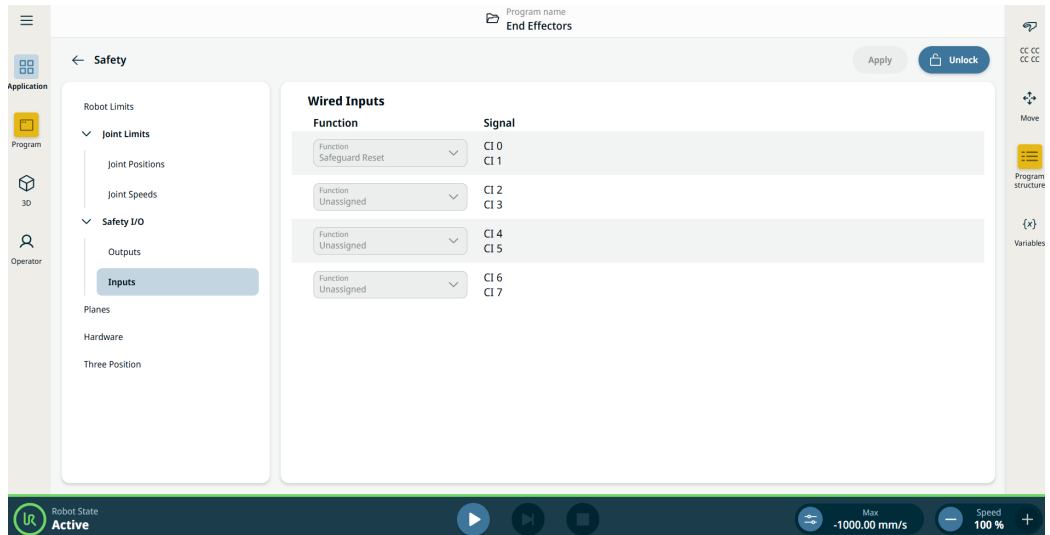 Program name
End Effectors
Safety
Apply
Unlock
Application
Program
3D
Operator
Robot Limits
Joint Limits
Joint Positions
Joint Speeds
Safety I/O
Outputs
Inputs
Planes
Hardware
Three Position
Wired Inputs
Function Signal
Function
Safeguard Reset
CI 0
CI 1
Function
Unassigned
CI 2
CI 3
Function
Unassigned
CI 4
CI 5
Function
Unassigned
CI 6
CI 7
CC CC
CC CC
Move
Program
structure
{x}
Variables
UR
Robot State
Active
Max
-1000.00 mm/s
Speed
100 %